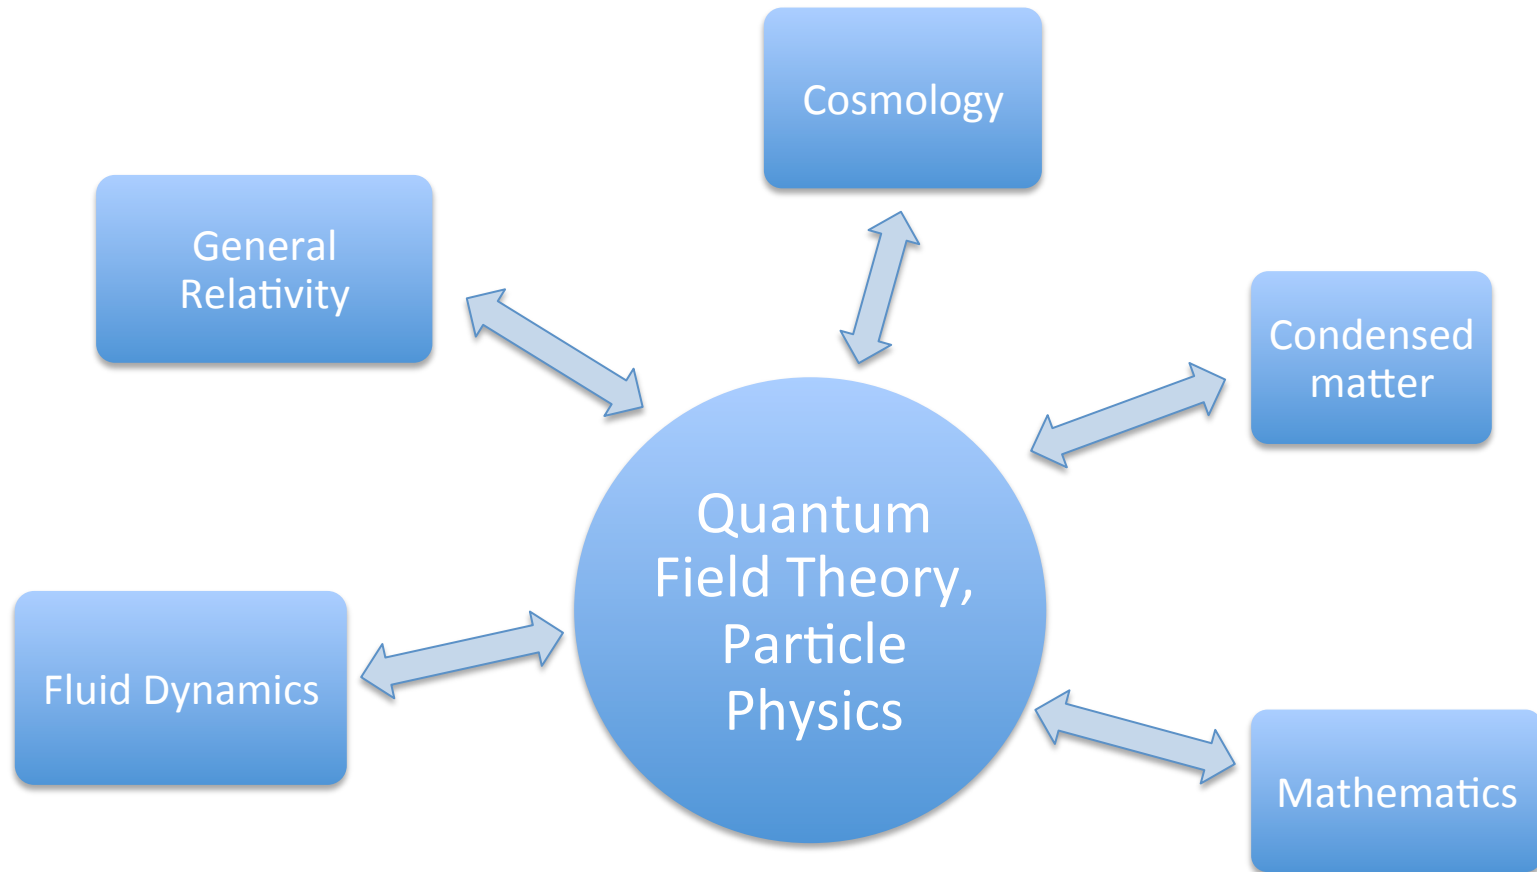 Cosmology
General
Relativity
Condensed
matter
Quantum
Field Theory,
Particle
Physics
Fluid Dynamics
Mathematics